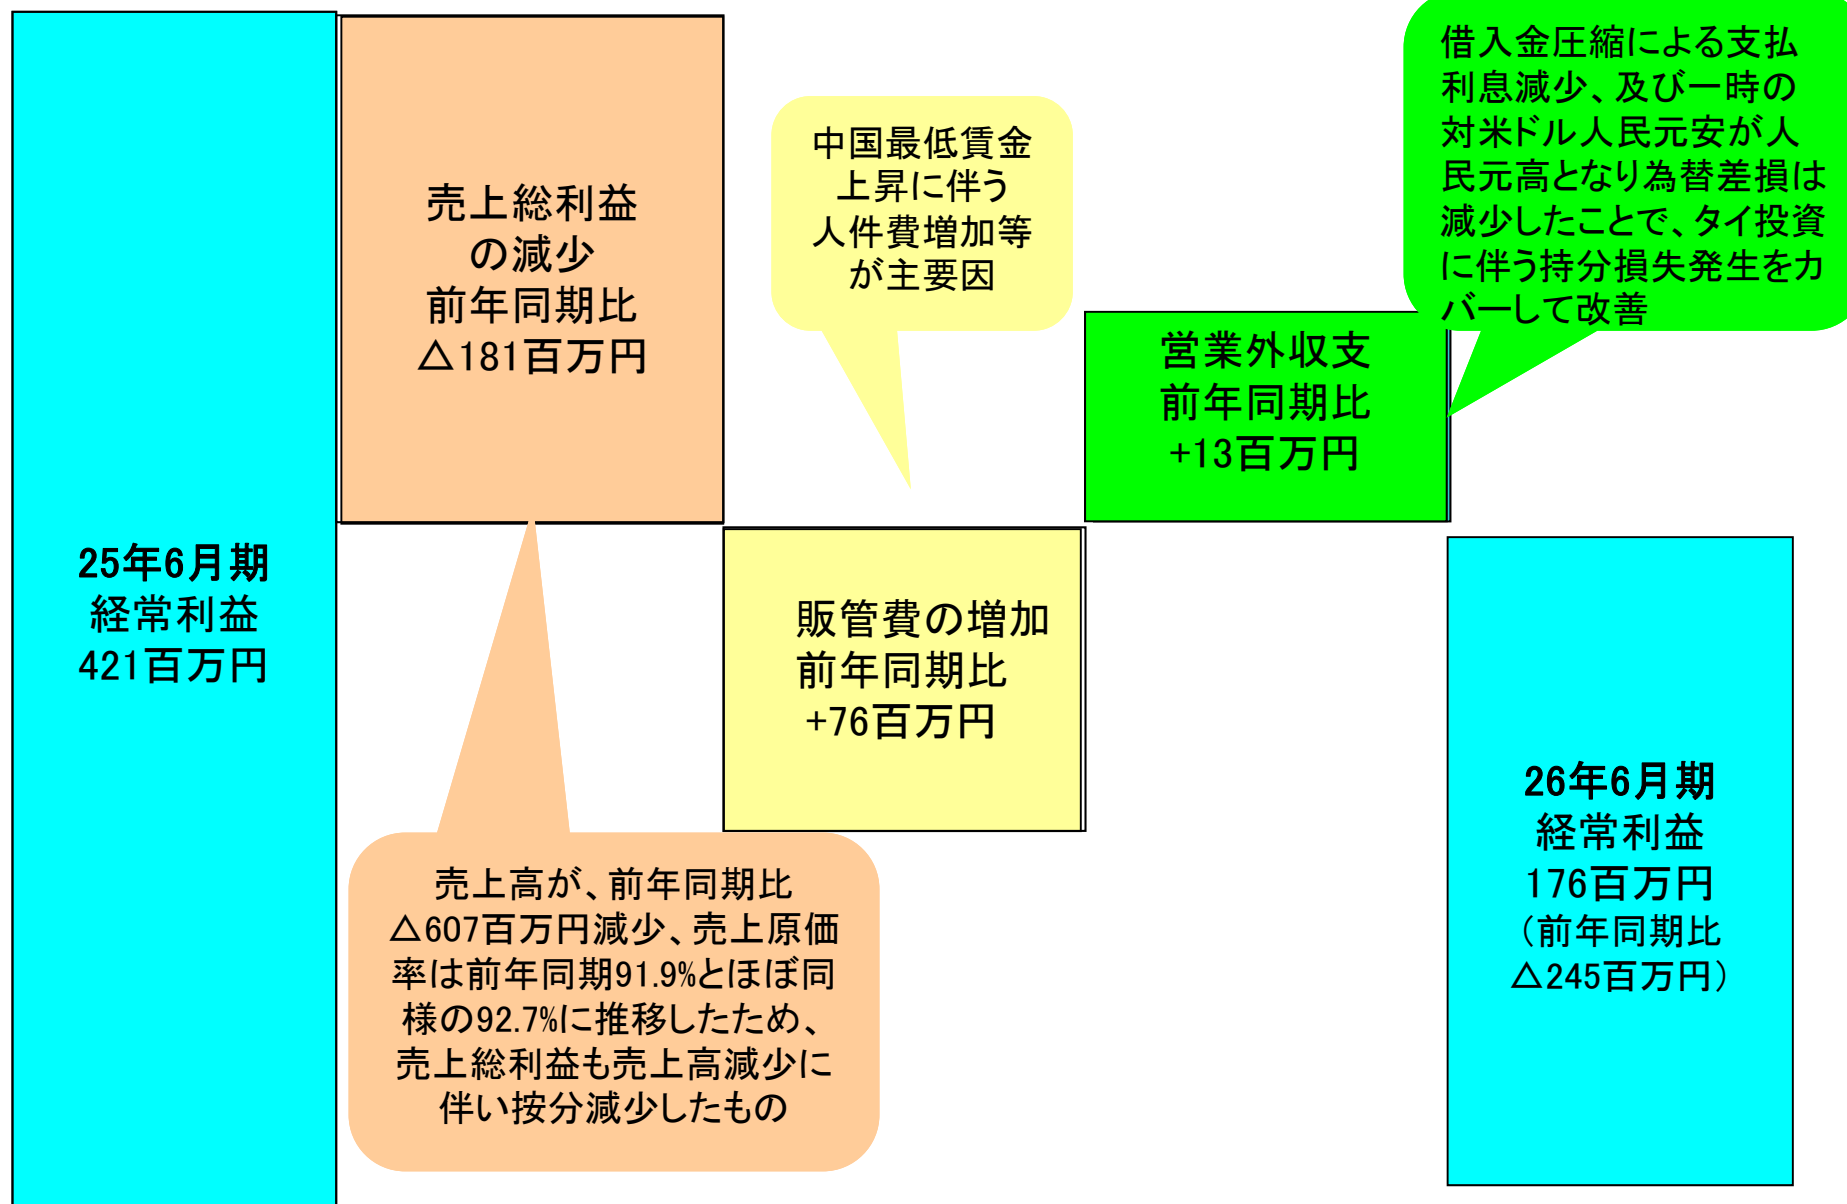 25年6月期
経常利益
421百万円
売上総利益
の減少
前年同期比
△181百万円
売上高が、前年同期比
△607百万円減少、売上原価
率は前年同期91.9%とほぼ同
様の92.7%に推移したため、
売上総利益も売上高減少に
伴い按分減少したもの
中国最低賃金
上昇に伴う
人件費増加等
が主要因
販管費の増加
前年同期比
+76百万円
借入金圧縮による支払
利息減少、及び一時の
対米ドル人民元安が人
民元高となり為替差損は
減少したことで、タイ投資
に伴う持分損失発生をカ
バーして改善
営業外収支
前年同期比
+13百万円
26年6月期
経常利益
176百万円
（前年同期比
△245百万円）